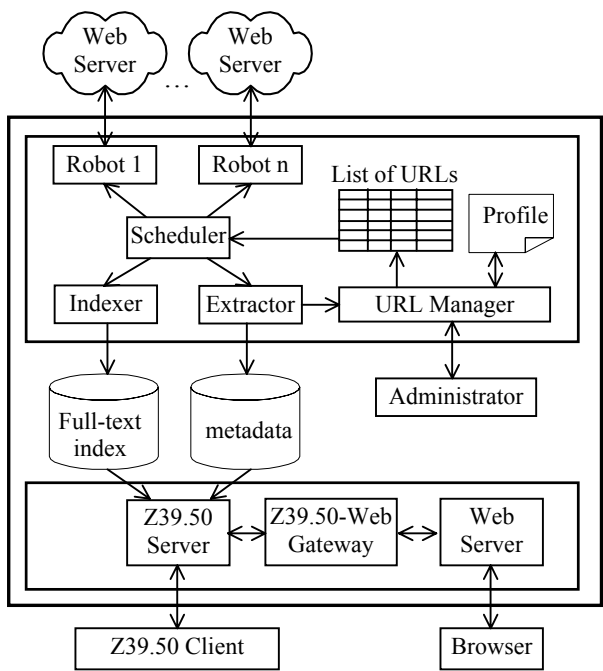 Web
Server
Web
Server
...
Robot 1
Robot n
List of URLs
Profile
Scheduler
Indexer
Extractor
URL Manager
Administrator
Full-text
index
metadata
Z39.50
Server
Z39.50-Web
Gateway
Web
Server
Z39.50 Client
Browser